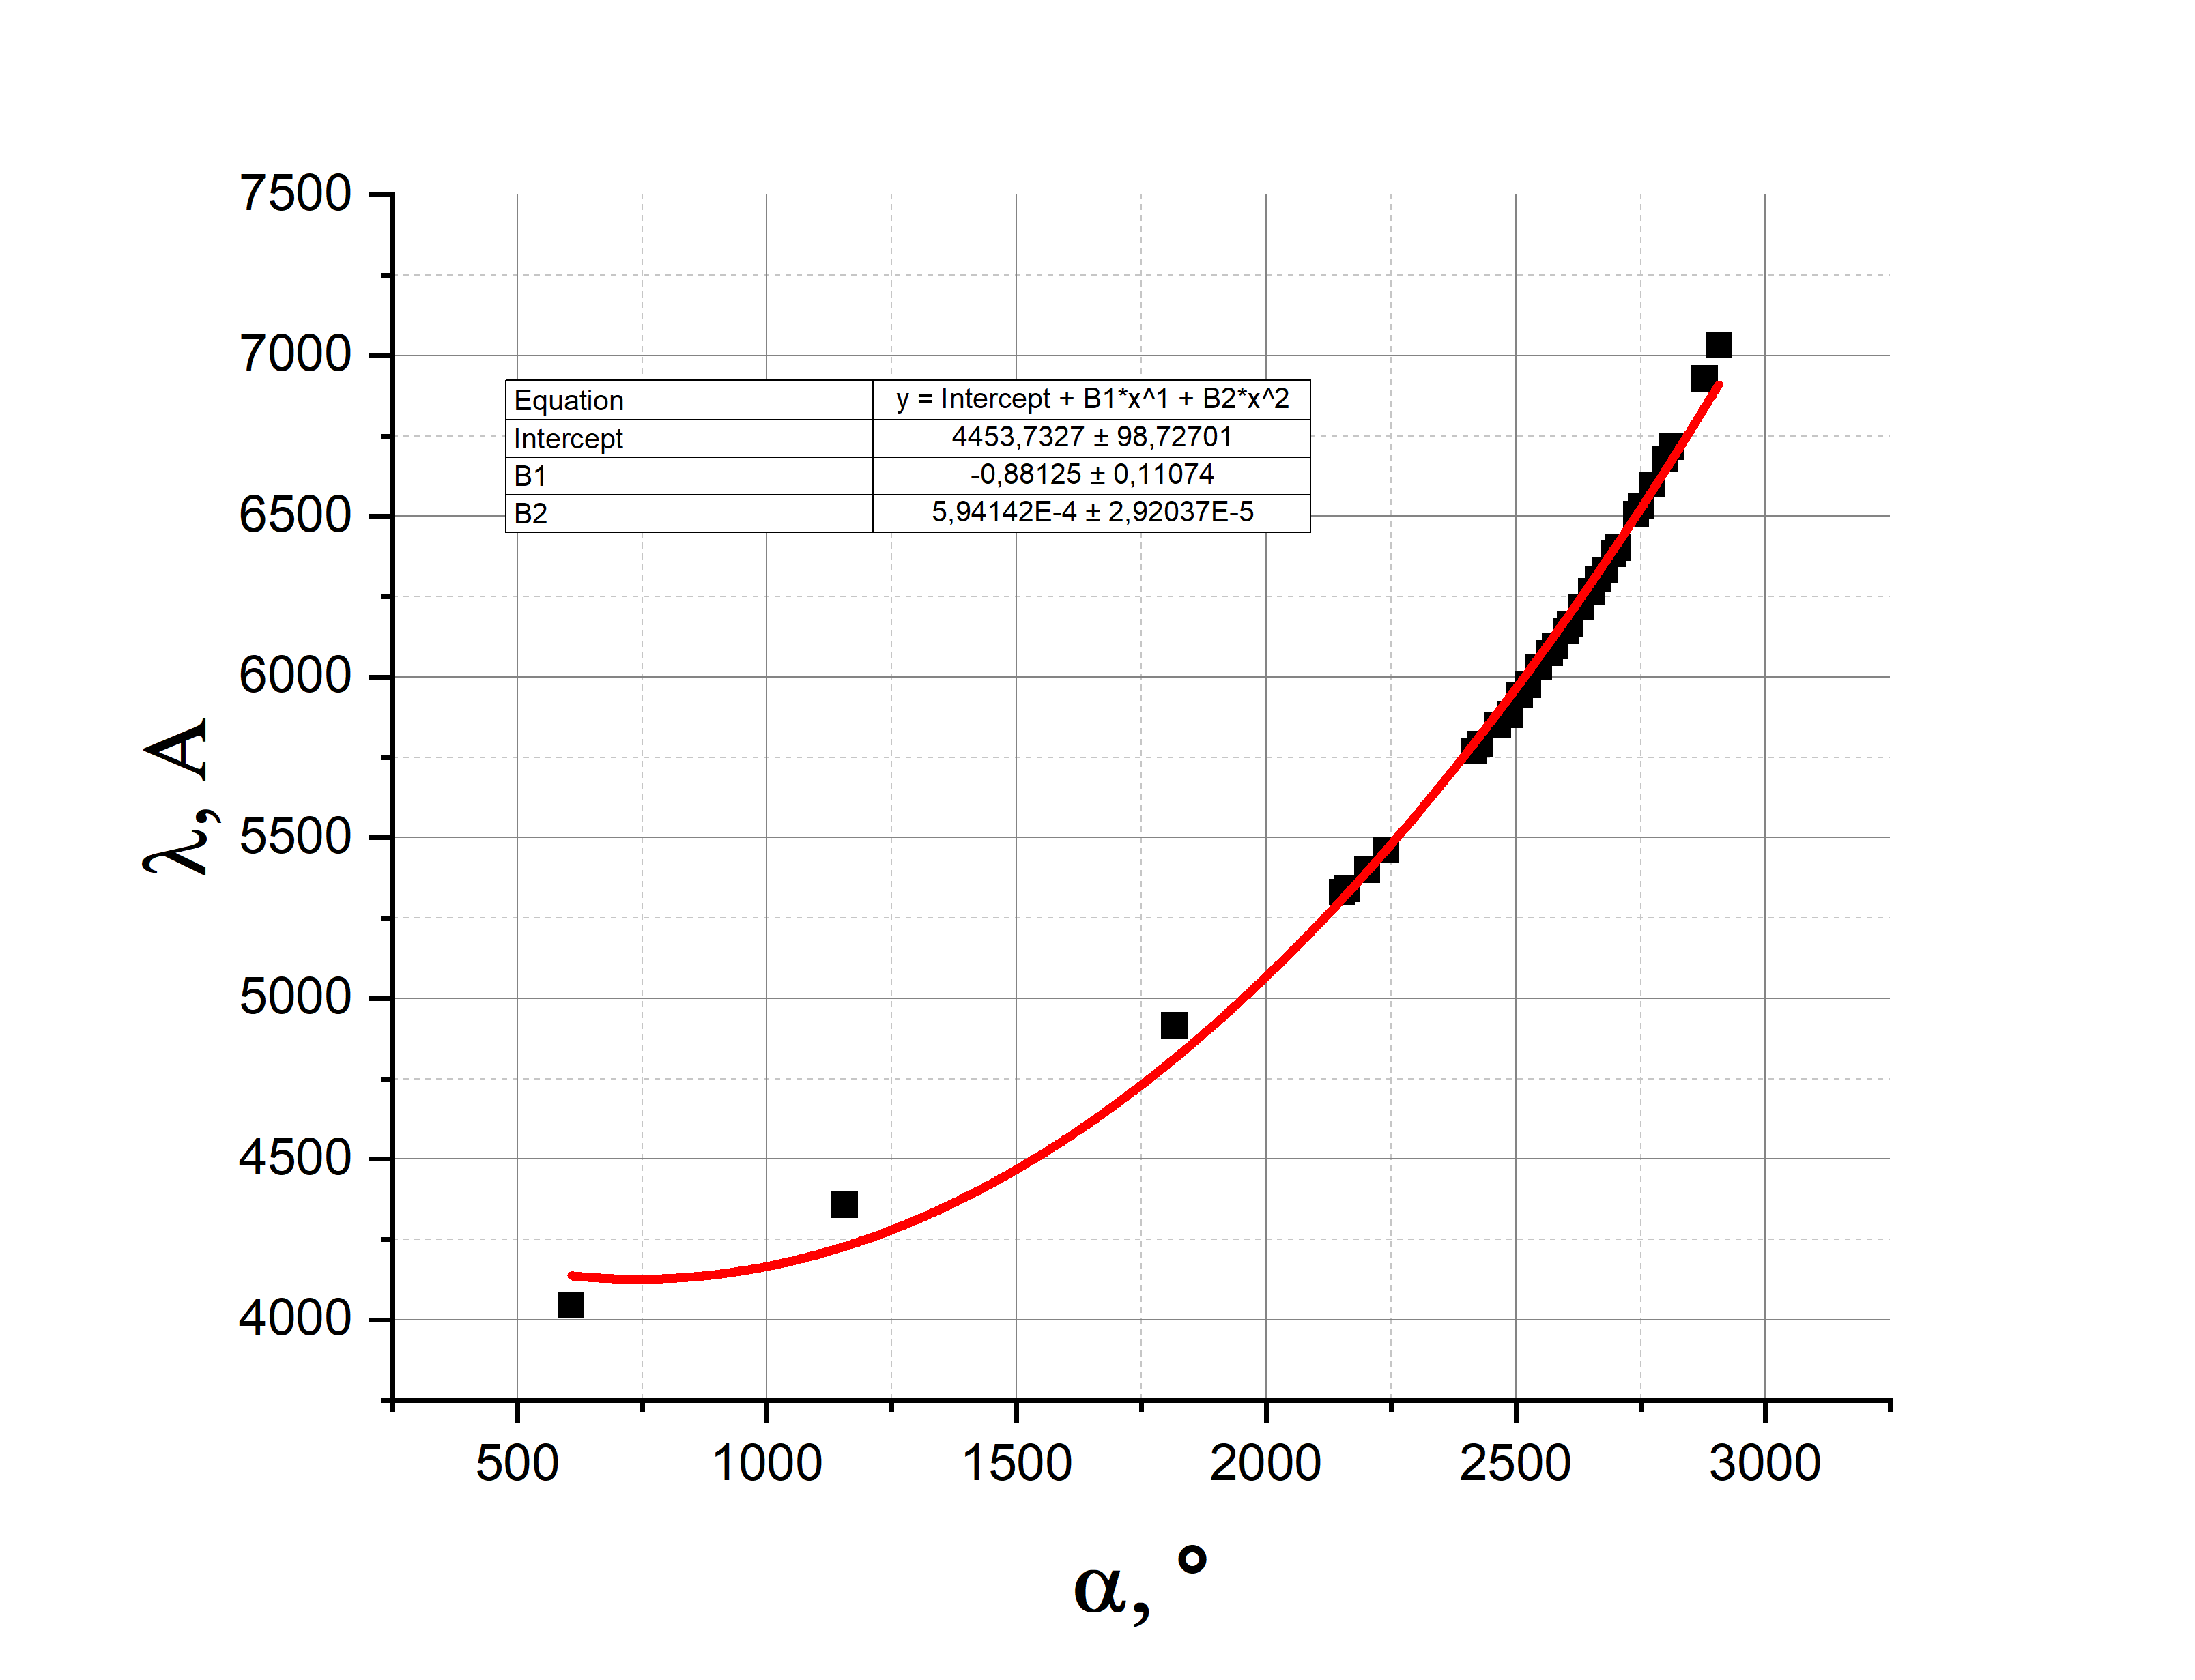 7500
7000
6500
6000
5500
5000
4500
4000
λ, A
Equation y = Intercept + B1*x^1 + B2*x^2
Intercept 4453,7327 ± 98,72701
B1 -0,88125 ± 0,11074
B2 5,94142E-4 ± 2,92037E-5
500 1000 1500 2000 2500 3000
α, °